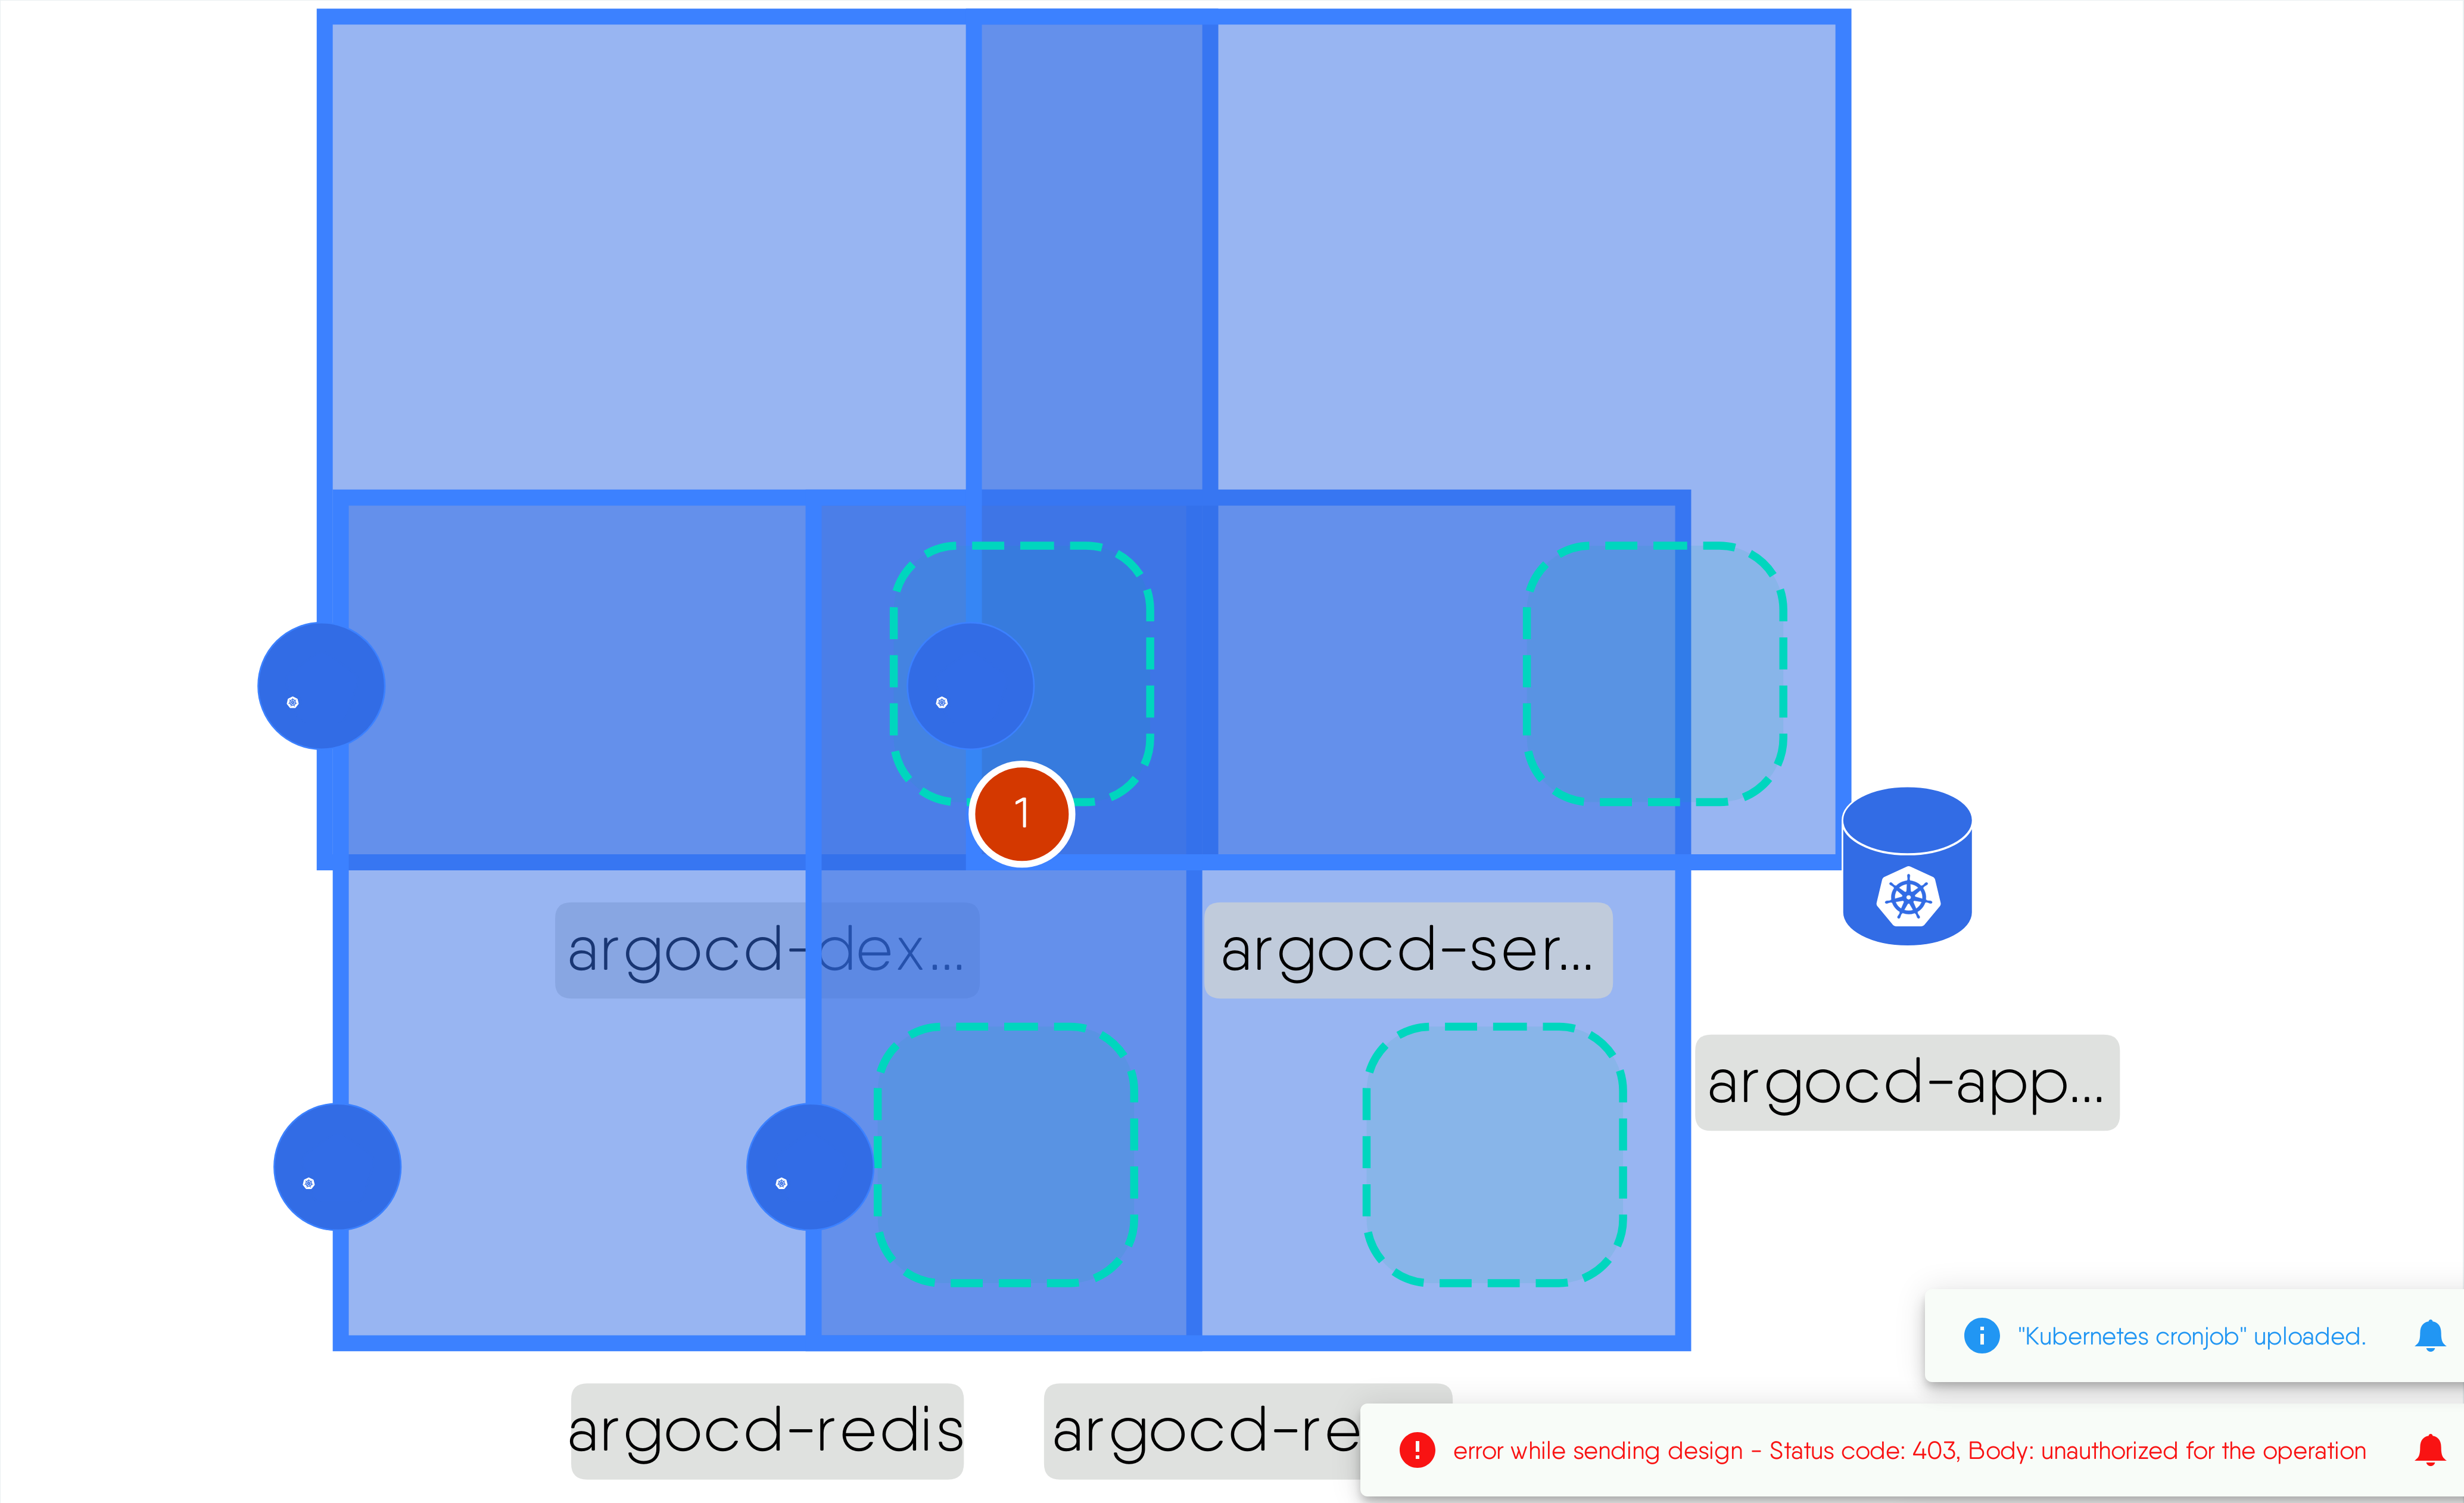 1
argocd-dex...
argocd-ser...
argocd-app...
"Kubernetes cronjob" uploaded.
argocd-redis
argocd-re
error while sending design - Status code: 403, Body: unauthorized for the operation